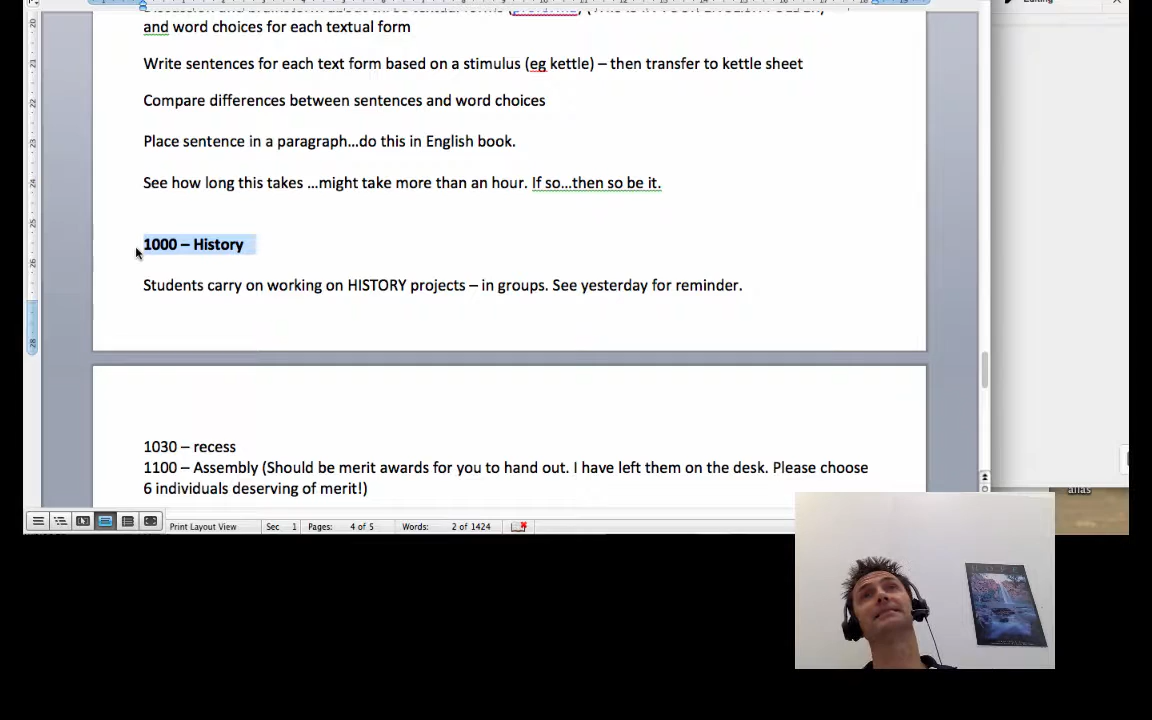 and word choices for each textual form
Write sentences for each text form based on a stimulus (eg kettle) – then transfer to kettle sheet
Compare differences between sentences and word choices
Place sentence in a paragraph...do this in English book.
See how long this takes ...might take more than an hour. If so...then so be it.
1000 – History
Students carry on working on HISTORY projects – in groups. See yesterday for reminder.
1030 – recess
1100 – Assembly (Should be merit awards for you to hand out. I have left them on the desk. Please choose
6 individuals deserving of merit!)
alias
Print Layout View Sec 1 Pages: 4 of 5 Words: 2 of 1424